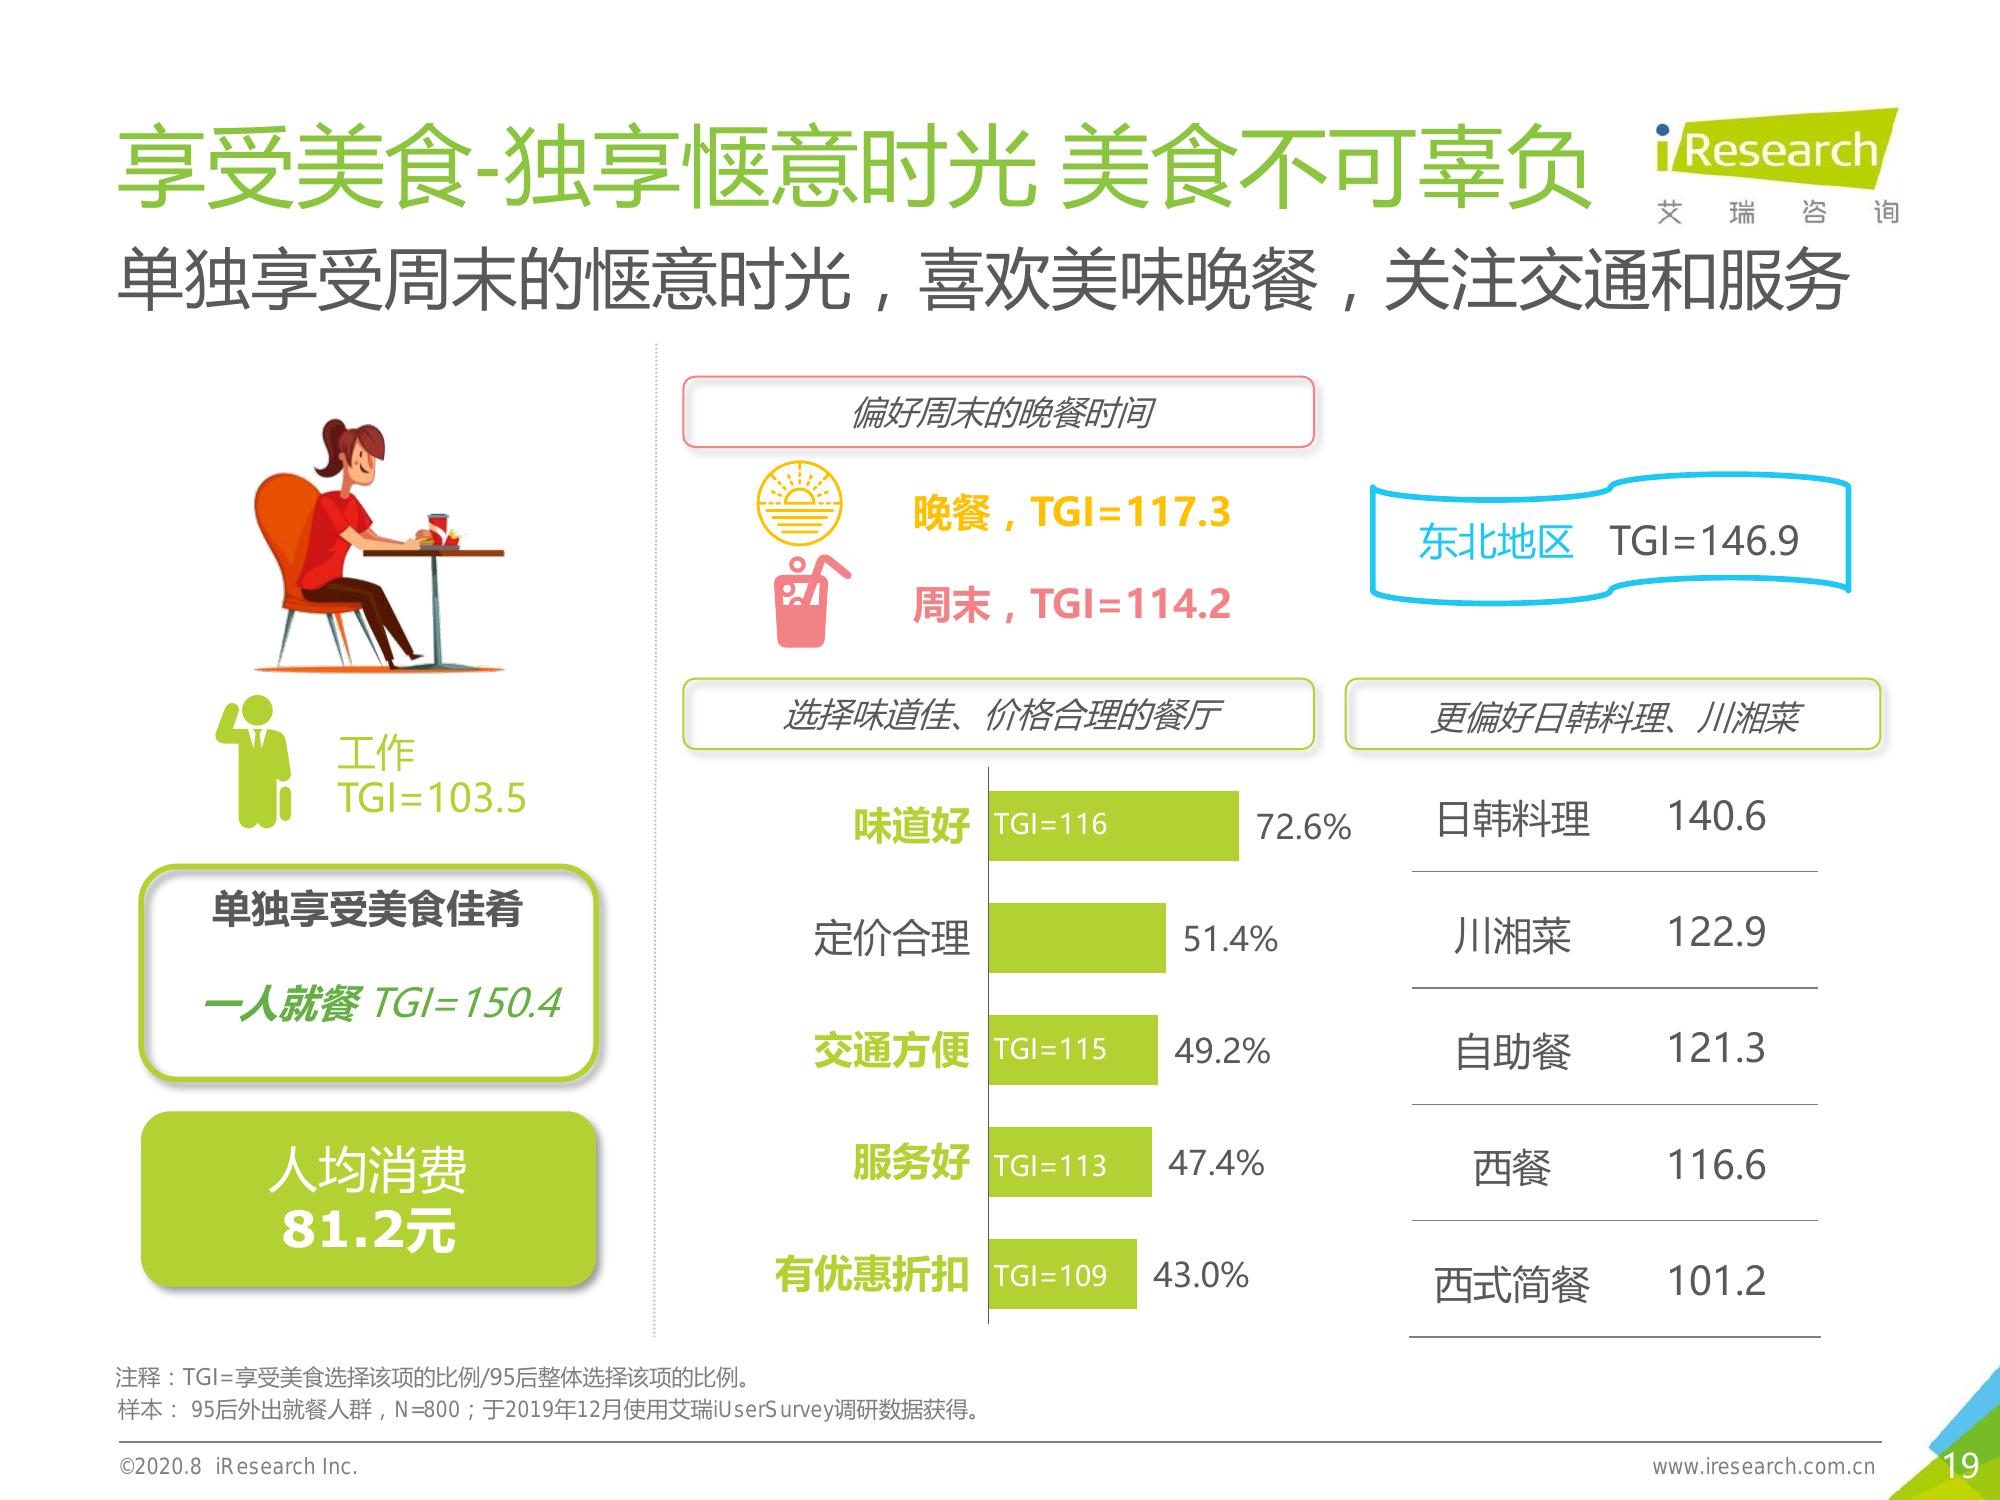 享受美食-独享惬意时光 美食不可辜负
iResearch
艾瑞咨询
单独享受周末的惬意时光，喜欢美味晚餐，关注交通和服务
工作
TGI=103.5
单独享受美食佳肴
一人就餐 TGI=150.4
人均消费
81.2元
偏好周末的晚餐时间
晚餐，TGI=117.3
周末，TGI=114.2
东北地区 TGI=146.9
选择味道佳、价格合理的餐厅
味道好 TGI=116 72.6%
定价合理 51.4%
交通方便 TGI=115 49.2%
服务好 TGI=113 47.4%
有优惠折扣 TGI=109 43.0%
更偏好日韩料理、川湘菜
日韩料理 140.6
川湘菜 122.9
自助餐 121.3
西餐 116.6
西式简餐 101.2
注释：TGI=享受美食选择该项的比例/95后整体选择该项的比例。
样本： 95后外出就餐人群，N=800；于2019年12月使用艾瑞iUserSurvey调研数据获得。
©2020.8 iResearch Inc.
www.iresearch.com.cn
19